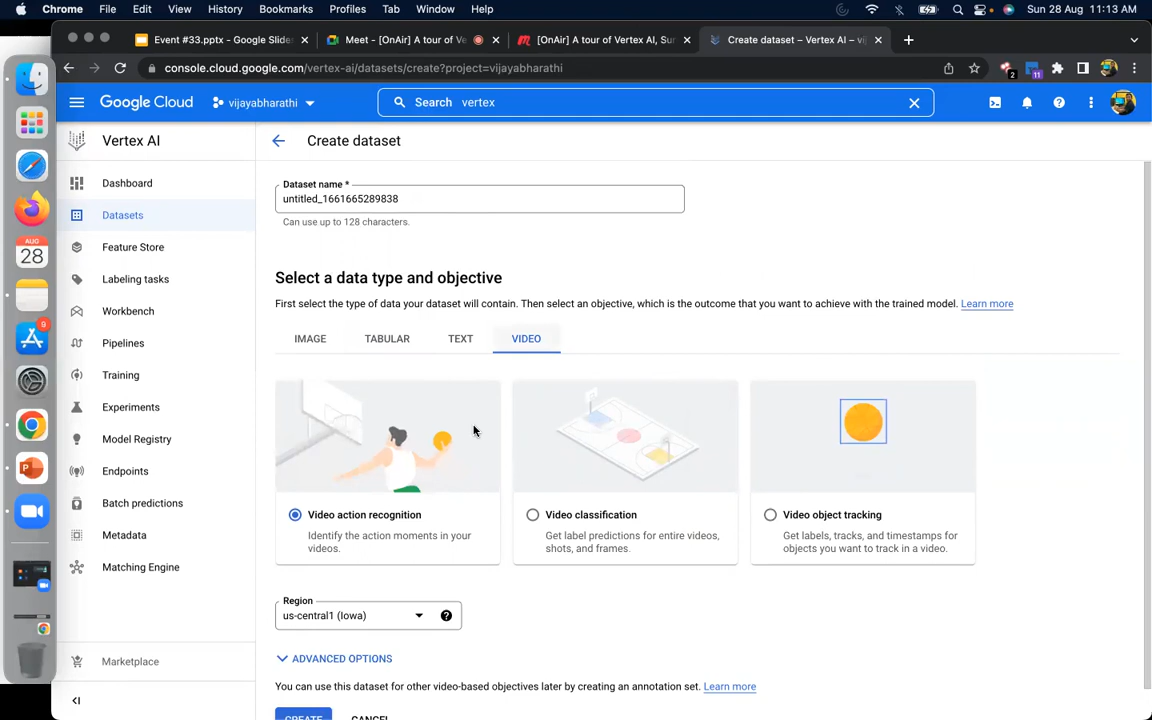 Chrome File Edit View History Bookmarks Profiles Tab Window Help Sun 28 Aug 11:13 AM
Event #33.pptx - Google Slide
Meet - [OnAir] A tour of Ve
[OnAir] A tour of Vertex AI, Sur
Create dataset – Vertex AI – vij
console.cloud.google.com/vertex-ai/datasets/create?project=vijayabharathi
2
11
Google Cloud vijayabharathi Search vertex
Vertex AI
Create dataset
Dashboard
Datasets
Feature Store
Labeling tasks
Workbench
Pipelines
Training
Experiments
Model Registry
Endpoints
Batch predictions
Metadata
Matching Engine
Marketplace
Dataset name *
untitled_1661665289838
Can use up to 128 characters.
Select a data type and objective
First select the type of data your dataset will contain. Then select an objective, which is the outcome that you want to achieve with the trained model. Learn more
IMAGE TABULAR TEXT VIDEO
Video action recognition
Identify the action moments in your
videos.
Video classification
Get label predictions for entire videos,
shots, and frames.
Video object tracking
Get labels, tracks, and timestamps for
objects you want to track in a video.
Region
us-central1 (Iowa)
ADVANCED OPTIONS
You can use this dataset for other video-based objectives later by creating an annotation set. Learn more
CREATE CANCEL
AUG
28
9